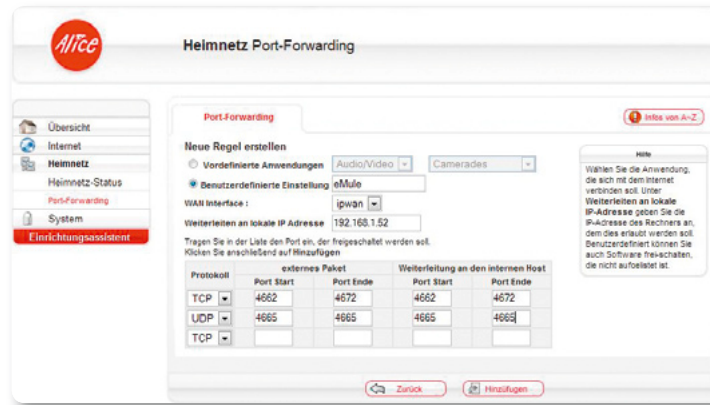 Alice
Heimnetz Port-Forwarding
Übersicht
Internet
Heimnetz
Heimnetz-Status
Port-Forwarding
System
Einrichtungsassistent
Port-Forwarding
Infos von A-Z
Neue Regel erstellen
Vordefinierte Anwendungen Audio/Video Camerades
Benutzerdefinierte Einstellung eMule
WAN Interface : ipwan
Weiterleiten an lokale IP Adresse 192.168.1.52
Tragen Sie in der Liste den Port ein, der freigeschaltet werden soll.
Klicken Sie anschließend auf Hinzufügen
Protokoll externes Paket Weiterleitung an den internen Host
Port Start Port Ende Port Start Port Ende
TCP 4662 4672 4662 4672
UDP 4665 4665 4665 4665
TCP
Zurück Hinzufügen
Hilfe
Wählen Sie die Anwendung,
die sich mit dem Internet
verbinden soll. Unter
Weiterleiten an lokale
IP-Adresse geben Sie die
IP-Adresse des Rechners an,
dem dies erlaubt werden soll.
Benutzerdefiniert können Sie
auch Software frei-schalten,
die nicht aufgelistet ist.